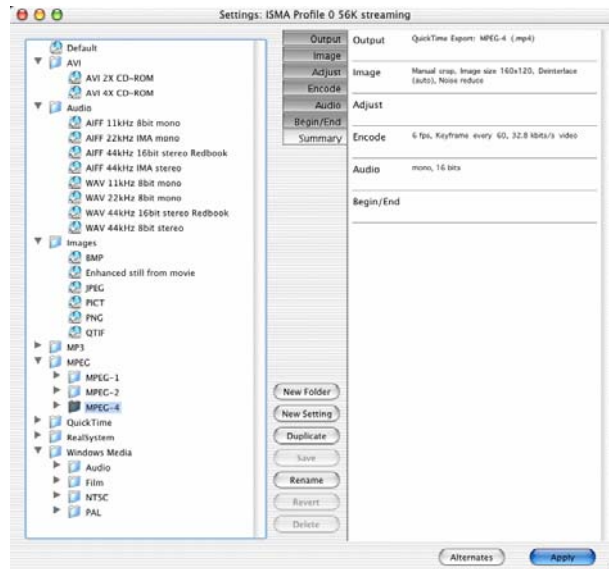 Settings: ISMA Profile 0 56K streaming
Default
AVI
AVI 2X CD-ROM
AVI 4X CD-ROM
Audio
AIFF 11kHz 8bit mono
AIFF 22kHz IMA mono
AIFF 44kHz 16bit stereo Redbook
AIFF 44kHz IMA stereo
WAV 11kHz 8bit mono
WAV 22kHz 8bit mono
WAV 44kHz 16bit stereo Redbook
WAV 44kHz 8bit stereo
Images
BMP
Enhanced still from movie
JPEG
PICT
PNG
QTIF
MP3
MPEG
MPEG-1
MPEG-2
MPEG-4
QuickTime
RealSystem
Windows Media
Audio
Film
NTSC
PAL
Output
Image
Adjust
Encode
Audio
Begin/End
Summary
New Folder
New Setting
Duplicate
Save
Rename
Revert
Delete
Output QuickTime Export: MPEG-4 (.mp4)
Image Manual crop, Image size 160x120, Deinterlace
(auto), Noise reduce
Adjust
Encode 6 fps, Keyframe every 60, 32.8 kbits/s video
Audio mono, 16 bits
Begin/End
Alternates
Apply